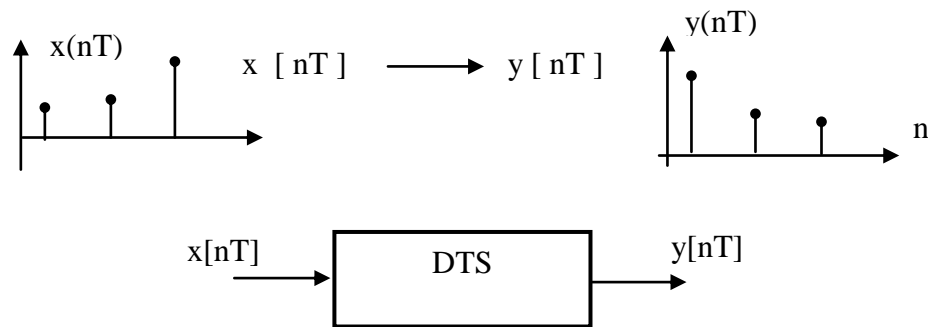 x(nT)
x [ nT ]
y [ nT ]
y(nT)
n
x[nT]
DTS
y[nT]